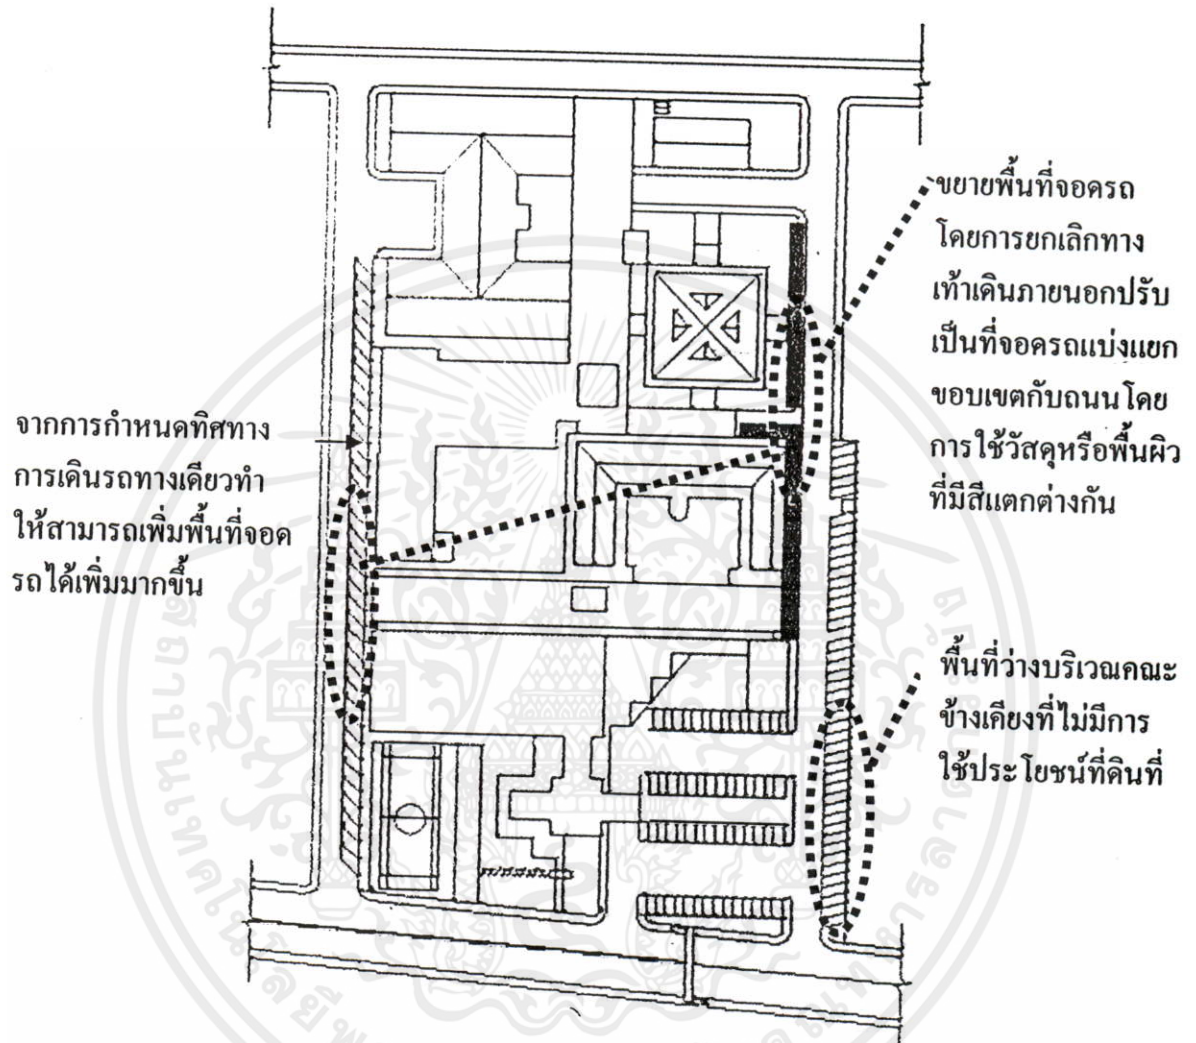 ขยายพื้นที่จอดรถ
โดยการยกเลิกทาง
เท้าเดินภายนอกปรับ
เป็นที่จอดรถแบ่งแยก
ขอบเขตกับถนนโดย
การใช้วัสดุหรือพื้นผิว
ที่มีสีแตกต่างกัน
จากการกำหนดทิศทาง
การเดินรถทางเดียวทำ
ให้สามารถเพิ่มพื้นที่จอด
รถได้เพิ่มมากขึ้น
พื้นที่ว่างบริเวณคณะ
ข้างเคียงที่ไม่มีการ
ใช้ประโยชน์ที่ดินที่